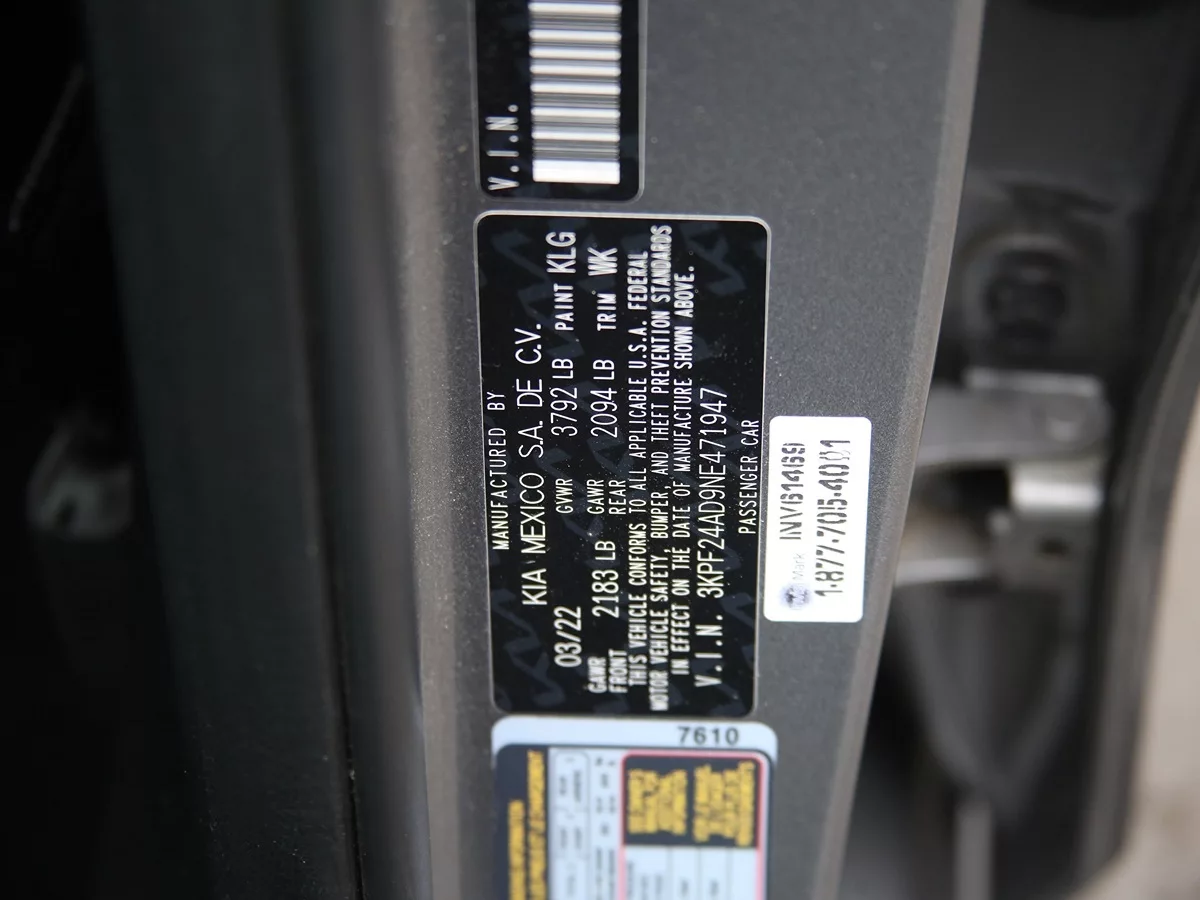 V.I.N.
MANUFACTURED BY
KIA MEXICO S.A. DE C.V.
03/22 GVWR 3792 LB PAINT KLG
GAWR FRONT 2183 LB GAWR REAR 2094 LB TRIM WK
THIS VEHICLE CONFORMS TO ALL APPLICABLE U.S.A. FEDERAL
MOTOR VEHICLE SAFETY, BUMPER, AND THEFT PREVENTION STANDARDS
IN EFFECT ON THE DATE OF MANUFACTURE SHOWN ABOVE.
V.I.N. 3KPF24AD9NE471947
PASSENGER CAR
Mark
1-877-705-4001
7610